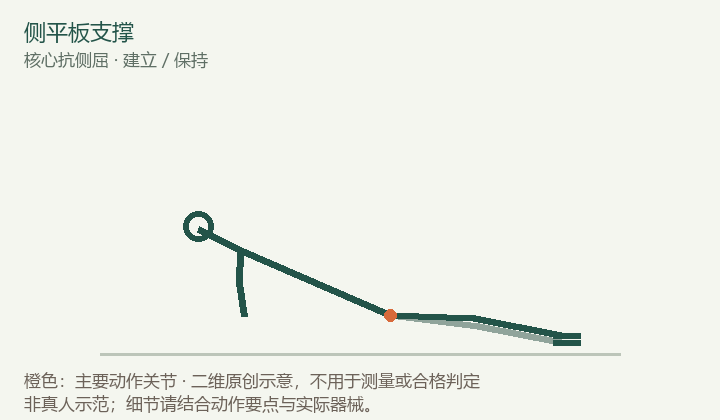 侧平板支撑
核心抗侧屈 · 建立 / 保持
橙色：主要动作关节 · 二维原创示意，不用于测量或合格判定
非真人示范；细节请结合动作要点与实际器械。